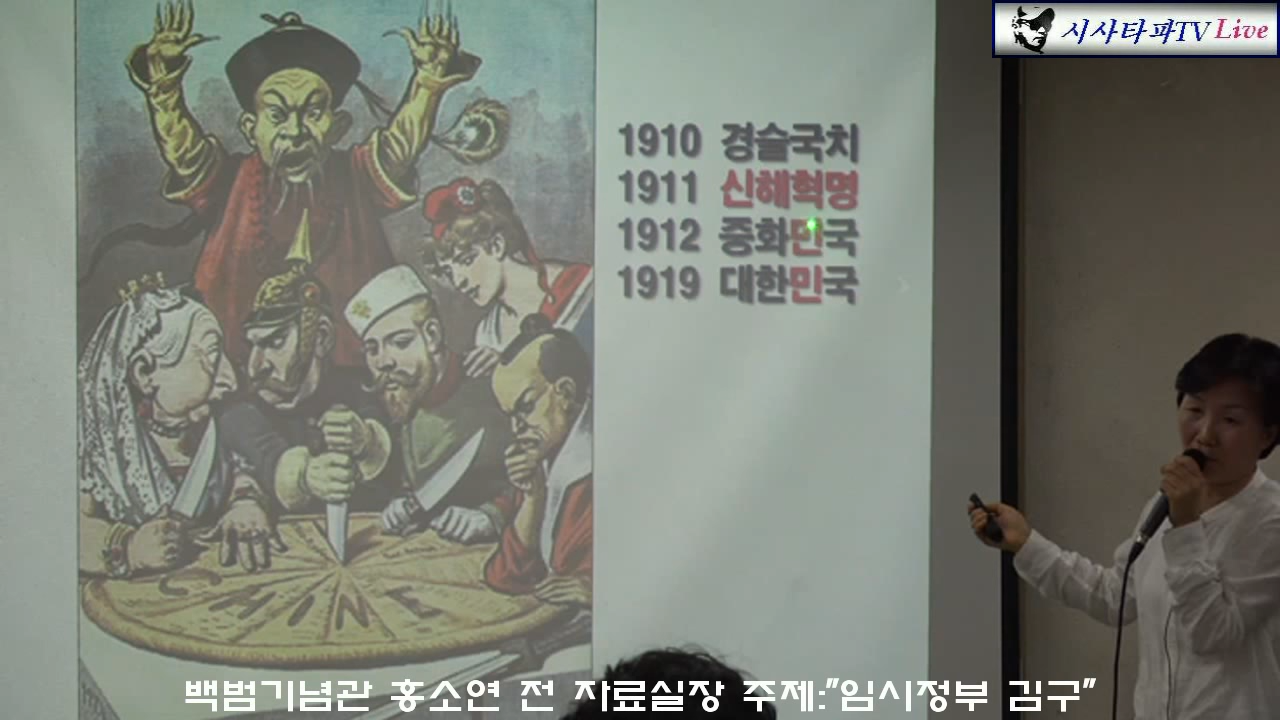 시사타파TV Live
1910 경술국치
1911 신해혁명
1912 중화민국
1919 대한민국
CHINE
백범기념관 홍소연 전 자료실장 주제:"임시정부 김구"